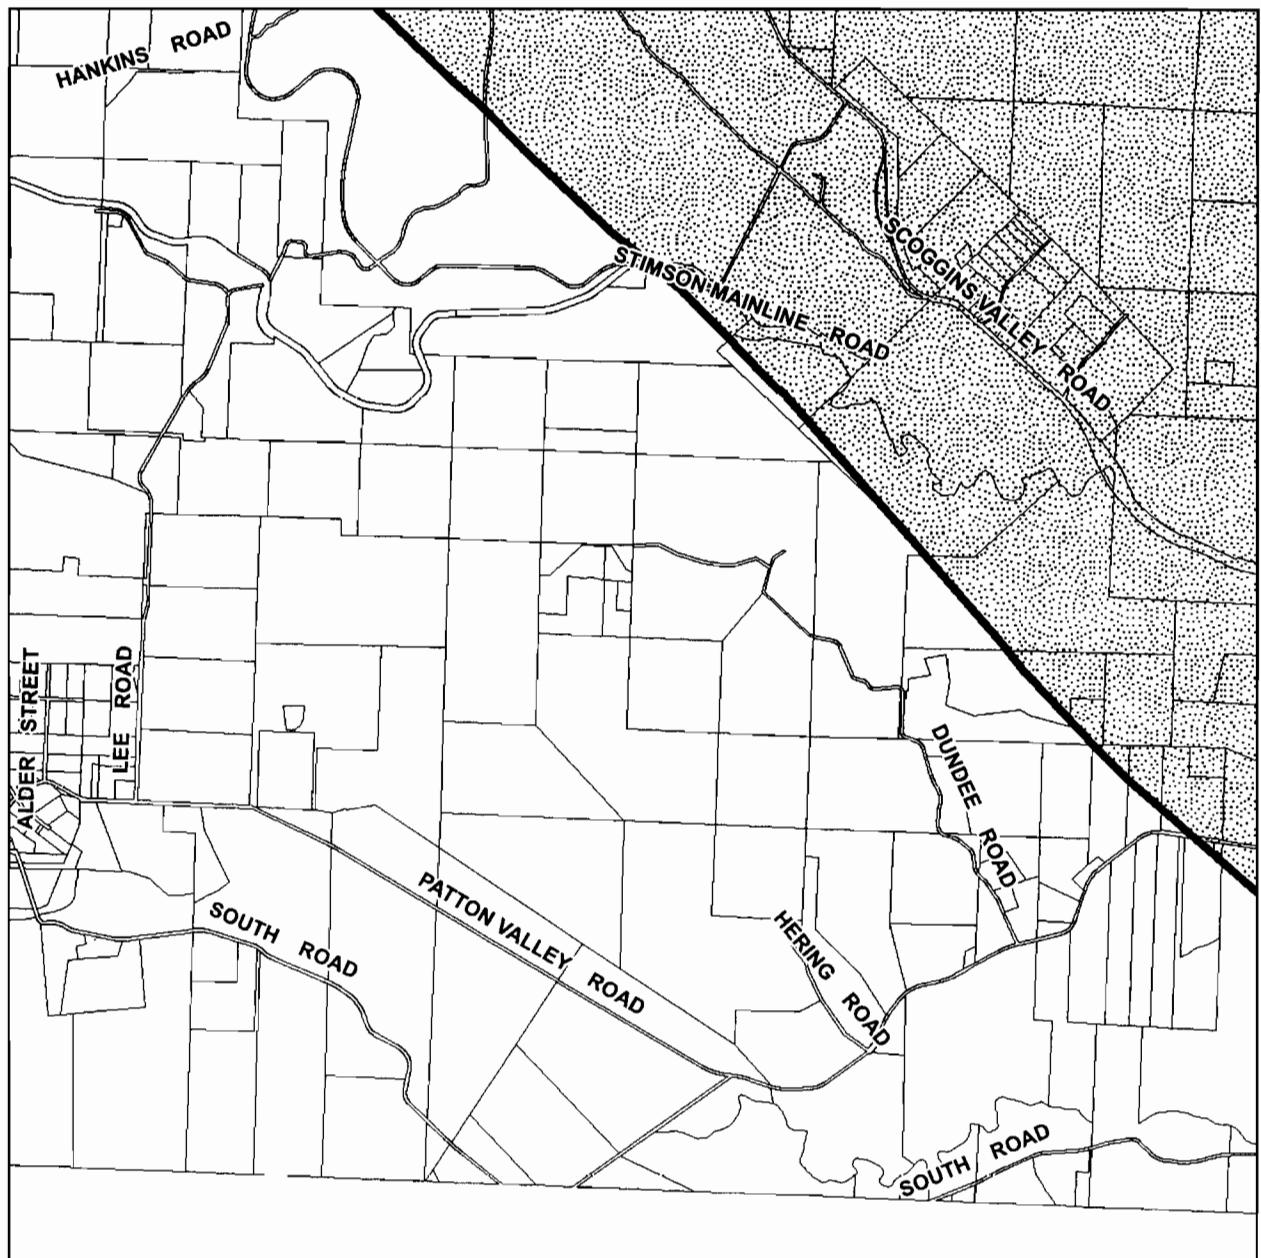 HANKINS ROAD
STIMSON MAINLINE ROAD
SCOGGINS VALLEY ROAD
ALDER STREET
LEE ROAD
DUNDEE ROAD
PATTON VALLEY ROAD
SOUTH ROAD
HERING ROAD
SOUTH ROAD